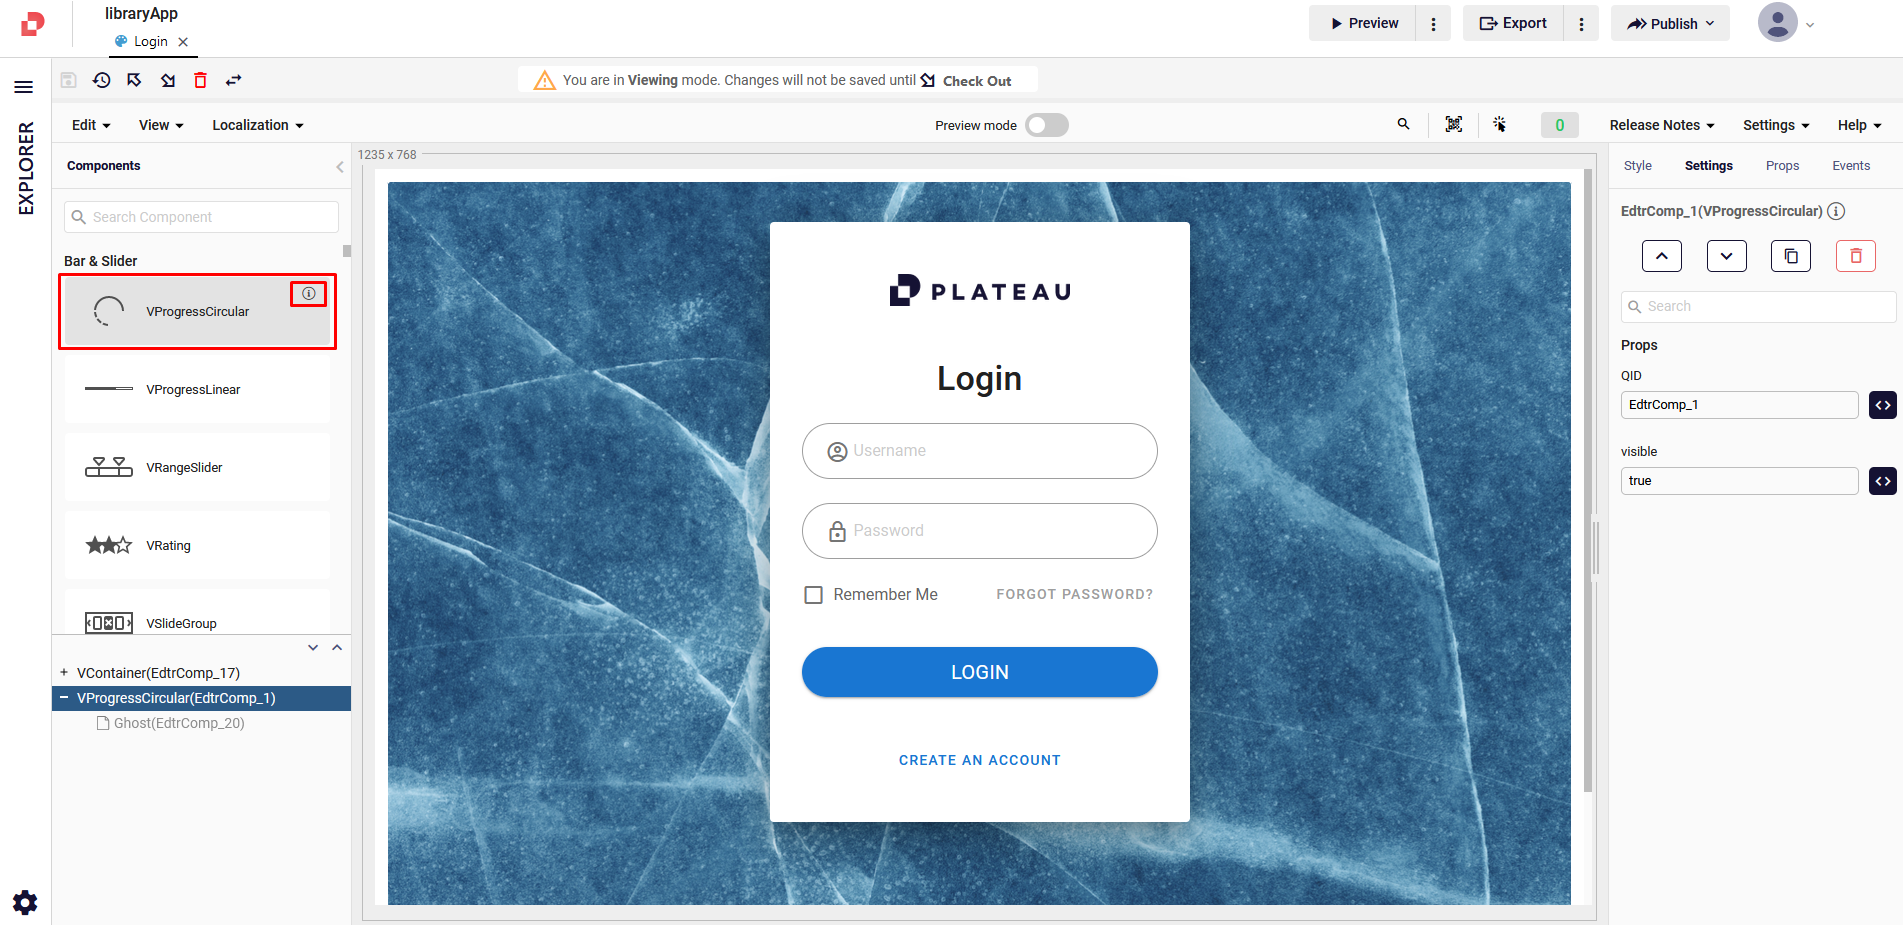 libraryApp
Login
Preview
Export
Publish
You are in Viewing mode. Changes will not be saved until Check Out
EXPLORER
Edit
View
Localization
Preview mode
0
Release Notes
Settings
Help
Components
Search Component
Bar & Slider
VProgressCircular
VProgressLinear
VRangeSlider
VRating
VSlideGroup
VContainer(EdtrComp_17)
VProgressCircular(EdtrComp_1)
Ghost(EdtrComp_20)
1235 x 768
PLATEAU
Login
Username
Password
Remember Me
FORGOT PASSWORD?
LOGIN
CREATE AN ACCOUNT
Style
Settings
Props
Events
EdtrComp_1(VProgressCircular)
Search
Props
QID
EdtrComp_1
visible
true